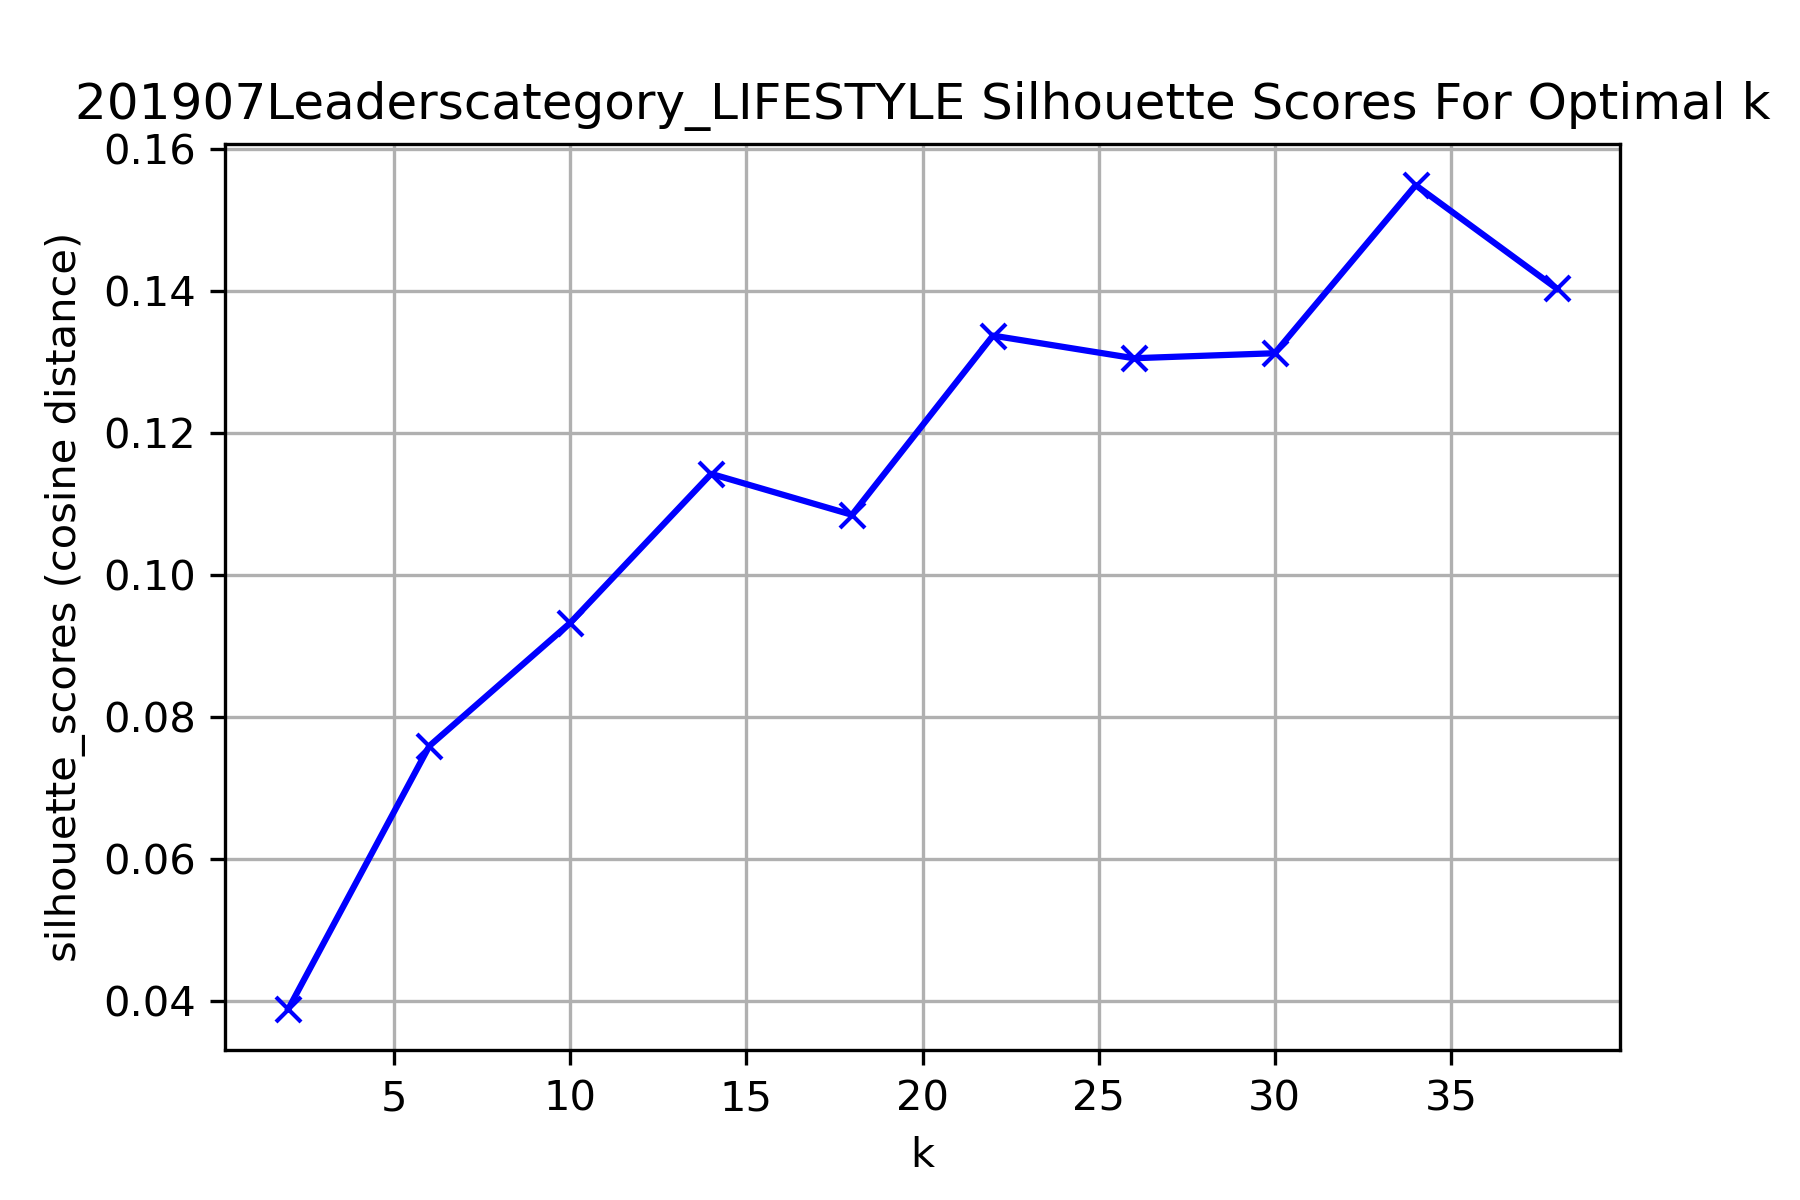 201907Leaderscategory_LIFESTYLE Silhouette Scores For Optimal k
silhouette_scores (cosine distance)
0.16
0.14
0.12
0.10
0.08
0.06
0.04
5 10 15 20 25 30 35
k